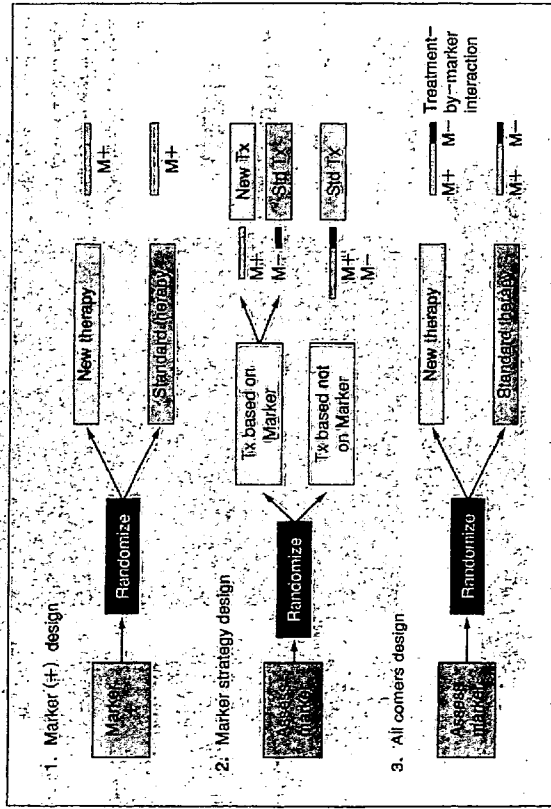 1. Marker (+) design
Marker
Randomize
New therapy
Standard therapy
M+
M+
2. Marker strategy design
Assess
marker
Randomize
Tx based on
Marker
Tx based not
on Marker
M+
M−
New Tx
Std Tx
M+
M−
Std Tx
3. All comers design
Assess
marker
Randomize
New therapy
Standard therapy
M+ M−
Treatment–
by–marker
interaction
M+ M−